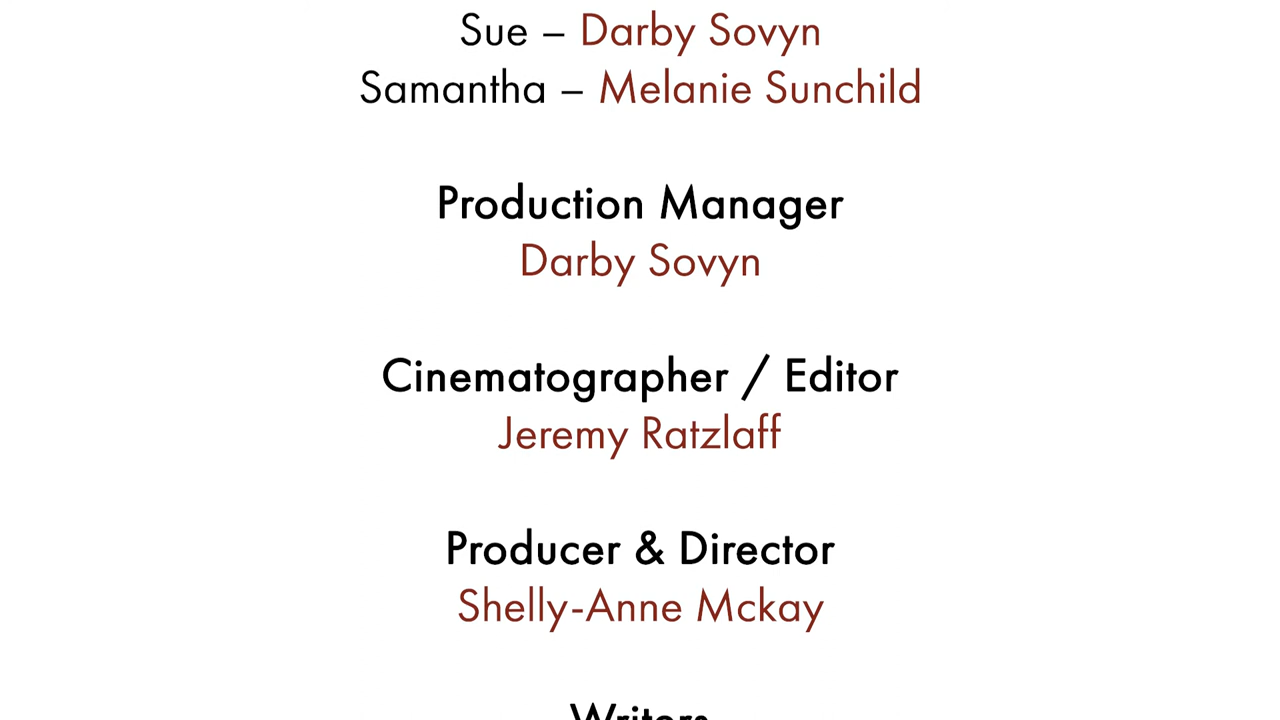 Sue – Darby Sovyn
Samantha – Melanie Sunchild
Production Manager
Darby Sovyn
Cinematographer / Editor
Jeremy Ratzlaff
Producer & Director
Shelly-Anne Mckay
Writers